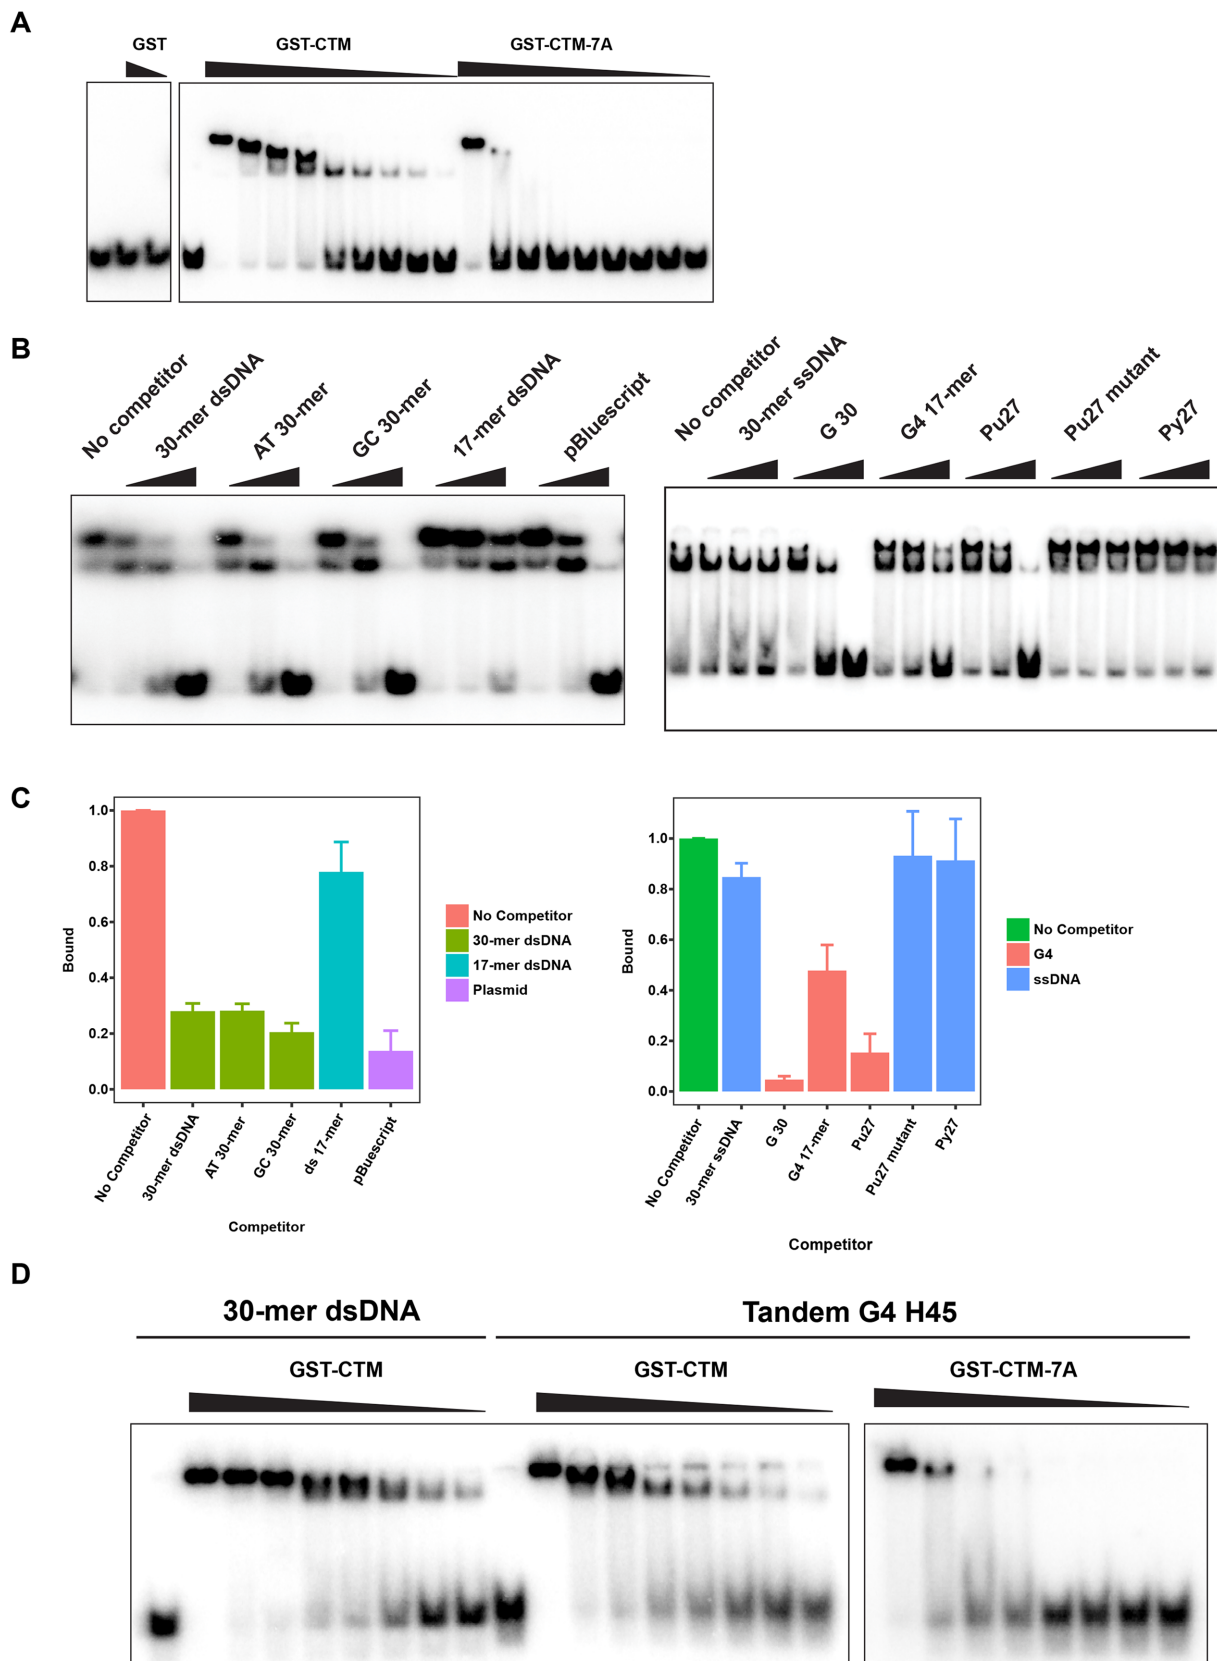 A
GST
GST-CTM
GST-CTM-7A
B
No competitor
30-mer dsDNA
AT 30-mer
GC 30-mer
17-mer dsDNA
pBluescript
No competitor
30-mer ssDNA
G 30
G4 17-mer
Pu27
Pu27 mutant
Py27
C
Bound
1.0
0.8
0.6
0.4
0.2
0.0
No Competitor
30-mer dsDNA
AT 30-mer
GC 30-mer
ds 17-mer
pBuescript
Competitor
No Competitor
30-mer dsDNA
17-mer dsDNA
Plasmid
Bound
1.0
0.8
0.6
0.4
0.2
0.0
No Competitor
30-mer ssDNA
G 30
G4 17-mer
Pu27
Pu27 mutant
Py27
Competitor
No Competitor
G4
ssDNA
D
30-mer dsDNA
Tandem G4 H45
GST-CTM
GST-CTM
GST-CTM-7A